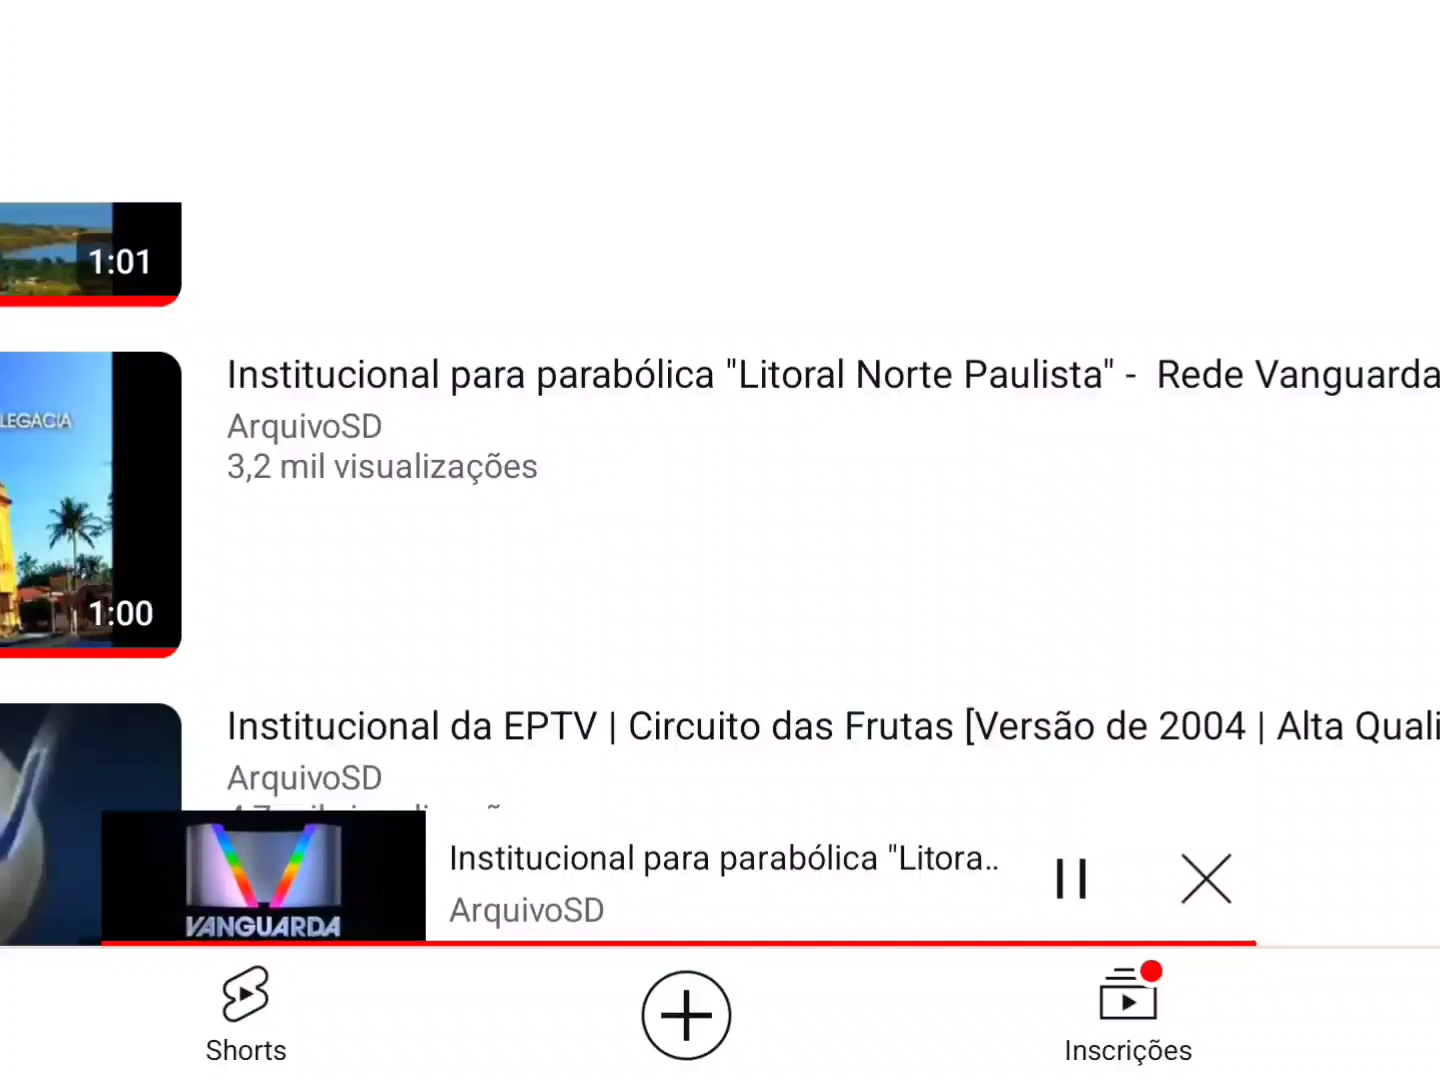 1:01
Institucional para parabólica "Litoral Norte Paulista" - Rede Vanguarda
ArquivoSD
3,2 mil visualizações
LEGACIA
1:00
Institucional da EPTV | Circuito das Frutas [Versão de 2004 | Alta Quali
ArquivoSD
VANGUARDA
Institucional para parabólica "Litora..
ArquivoSD
Shorts
Inscrições